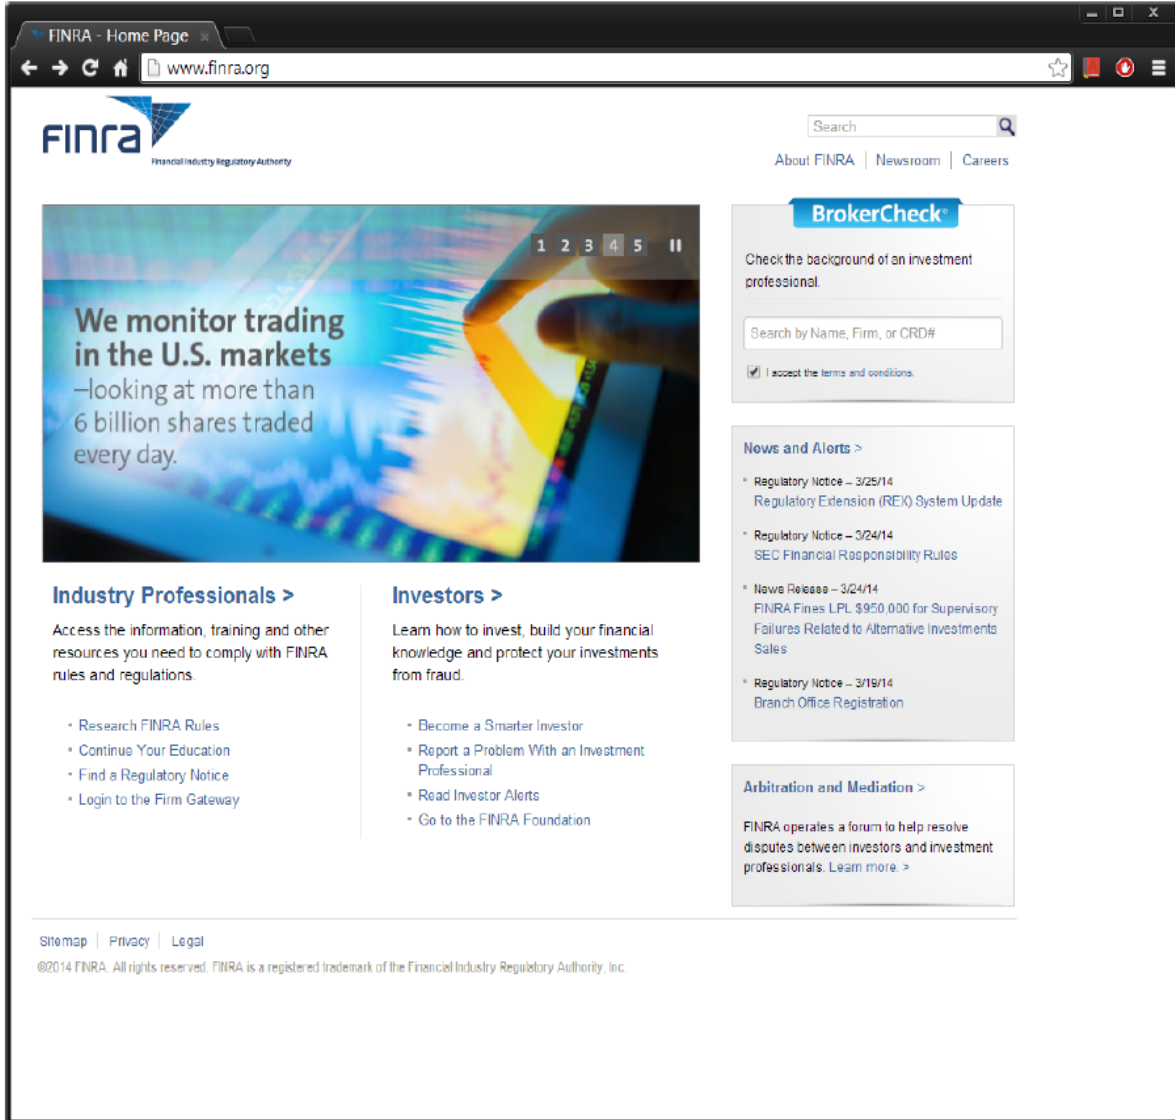 FINRA - Home Page
www.finra.org
FINra
Financial Industry Regulatory Authority
Search
About FINRA
Newsroom
Careers
1 2 3 4 5
We monitor trading
in the U.S. markets
–looking at more than
6 billion shares traded
every day.
BrokerCheck®
Check the background of an investment
professional.
Search by Name, Firm, or CRD#
I accept the terms and conditions.
News and Alerts >
Regulatory Notice – 3/25/14
Regulatory Extension (REX) System Update
Regulatory Notice – 3/24/14
SEC Financial Responsibility Rules
News Release – 3/24/14
FINRA Fines LPL $950,000 for Supervisory
Failures Related to Alternative Investments
Sales
Regulatory Notice – 3/19/14
Branch Office Registration
Industry Professionals >
Access the information, training and other
resources you need to comply with FINRA
rules and regulations.
Research FINRA Rules
Continue Your Education
Find a Regulatory Notice
Login to the Firm Gateway
Investors >
Learn how to invest, build your financial
knowledge and protect your investments
from fraud.
Become a Smarter Investor
Report a Problem With an Investment
Professional
Read Investor Alerts
Go to the FINRA Foundation
Arbitration and Mediation >
FINRA operates a forum to help resolve
disputes between investors and investment
professionals. Learn more. >
Sitemap
Privacy
Legal
©2014 FINRA. All rights reserved. FINRA is a registered trademark of the Financial Industry Regulatory Authority, Inc.